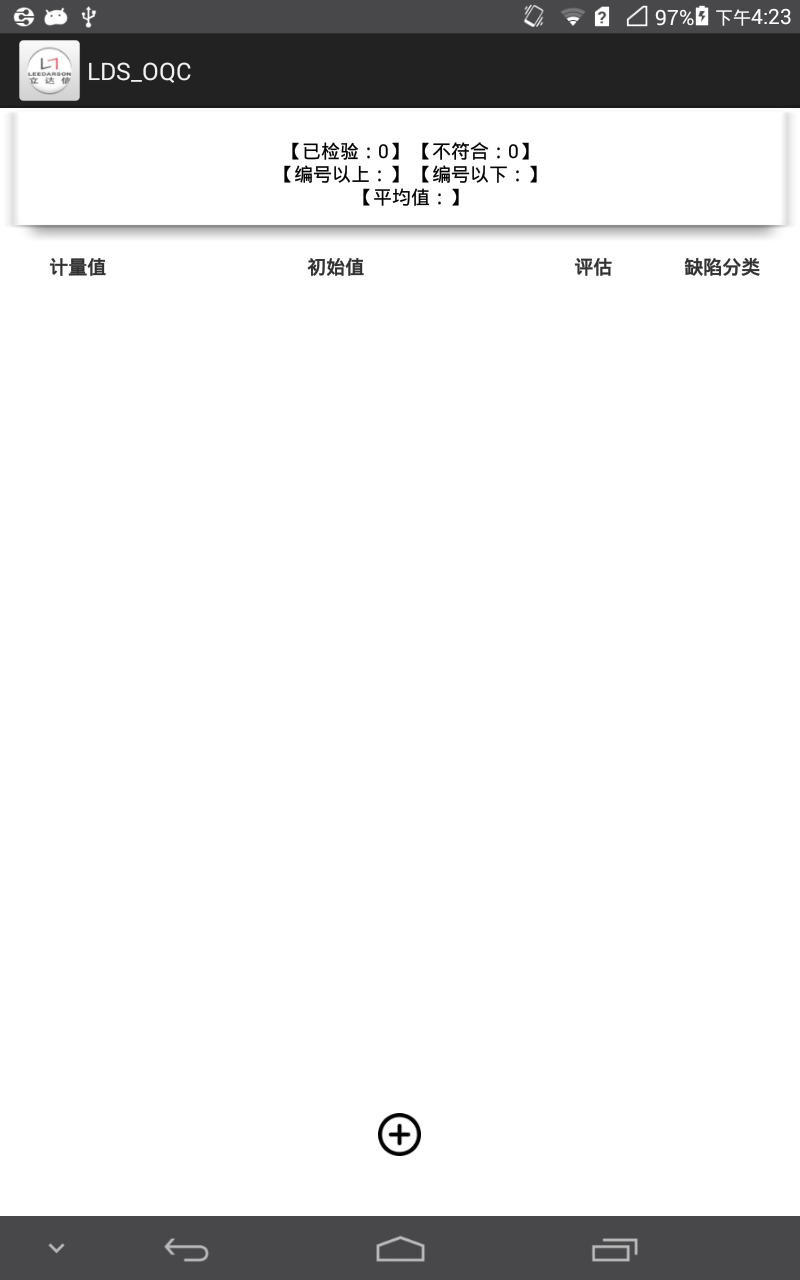 97% 下午4:23
LEEDARSON
立达信
LDS_OQC
【已检验：0】【不符合：0】
【编号以上：】【编号以下：】
【平均值：】
计量值 初始值 评估 缺陷分类